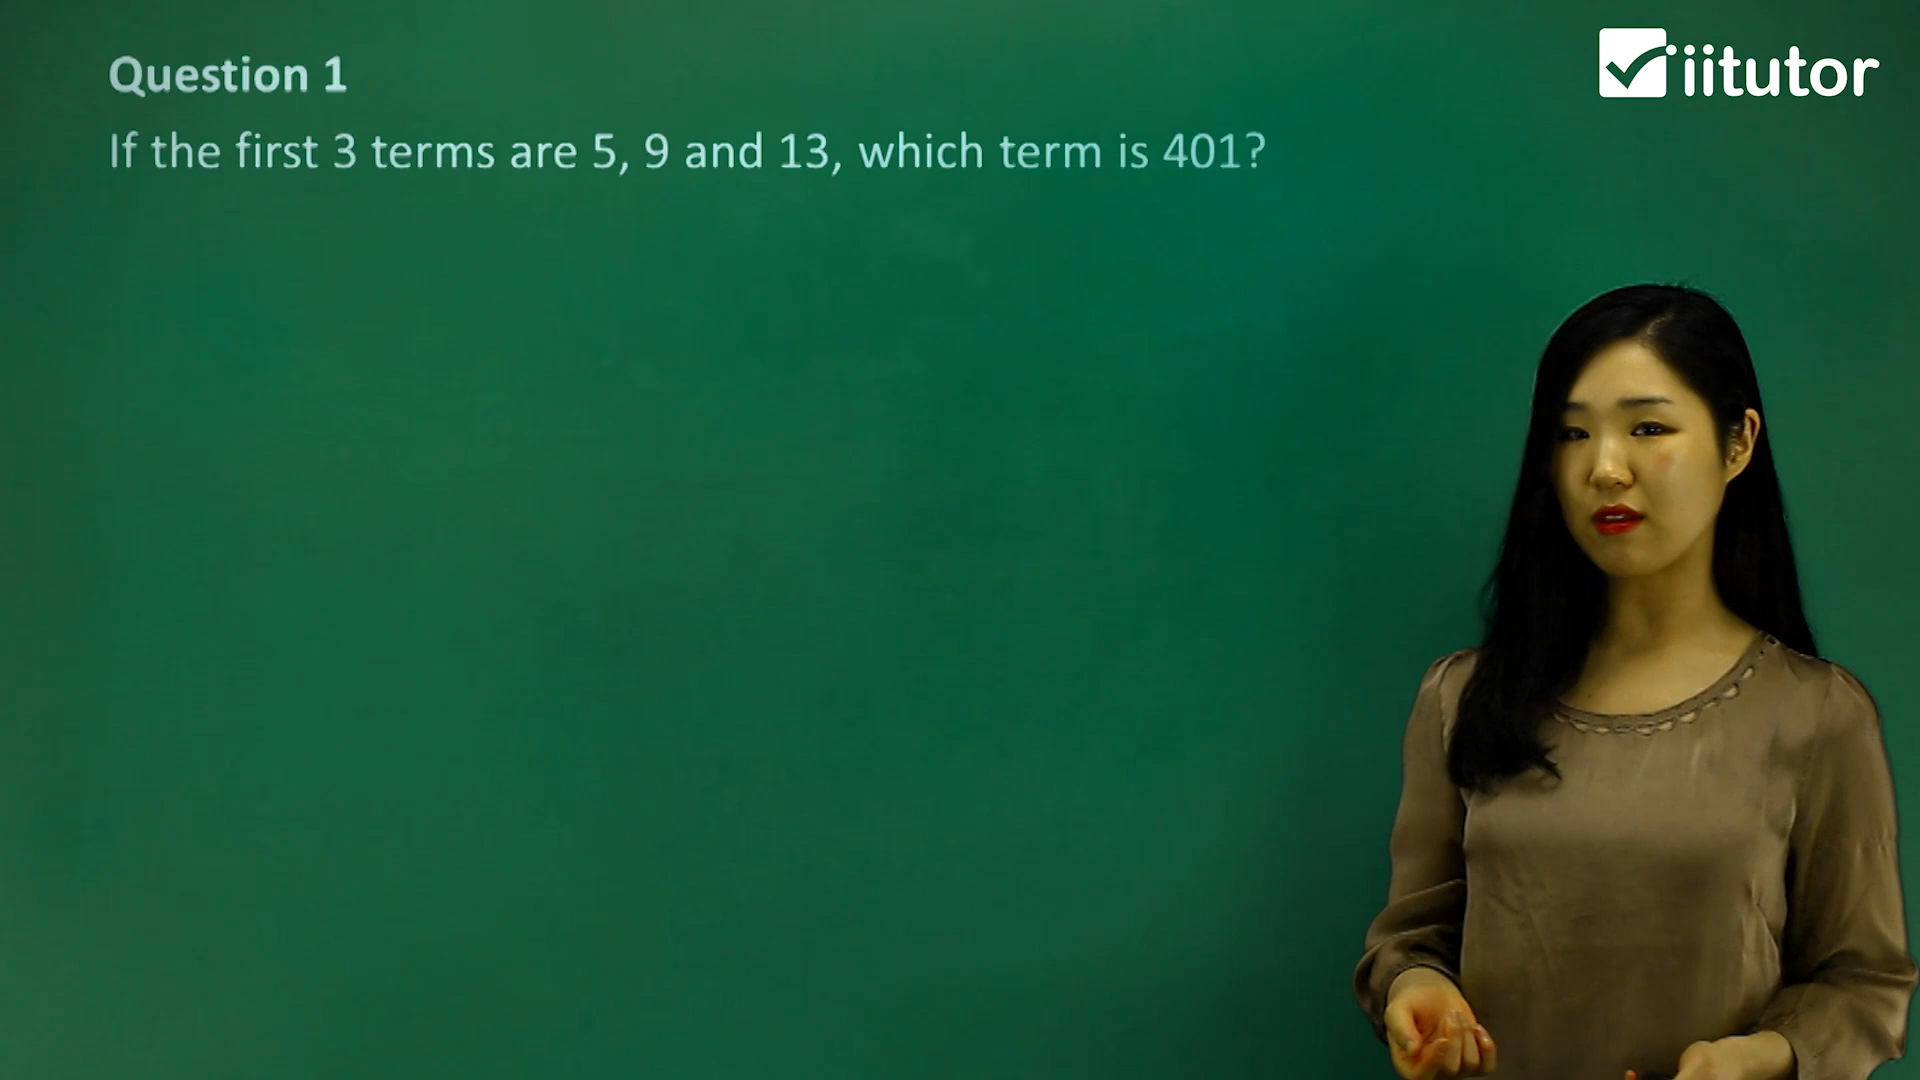 iitutor
Question 1
If the first 3 terms are 5, 9 and 13, which term is 401?